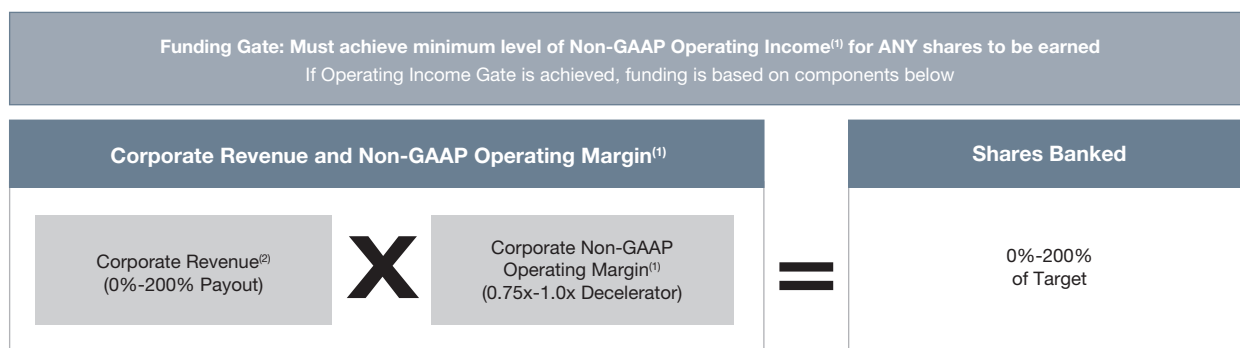 Funding Gate: Must achieve minimum level of Non-GAAP Operating Income(1) for ANY shares to be earned
If Operating Income Gate is achieved, funding is based on components below
Corporate Revenue and Non-GAAP Operating Margin(1)
Shares Banked
Corporate Revenue(2)
(0%-200% Payout)
X
Corporate Non-GAAP
Operating Margin(1)
(0.75x-1.0x Decelerator)
=
0%-200%
of Target